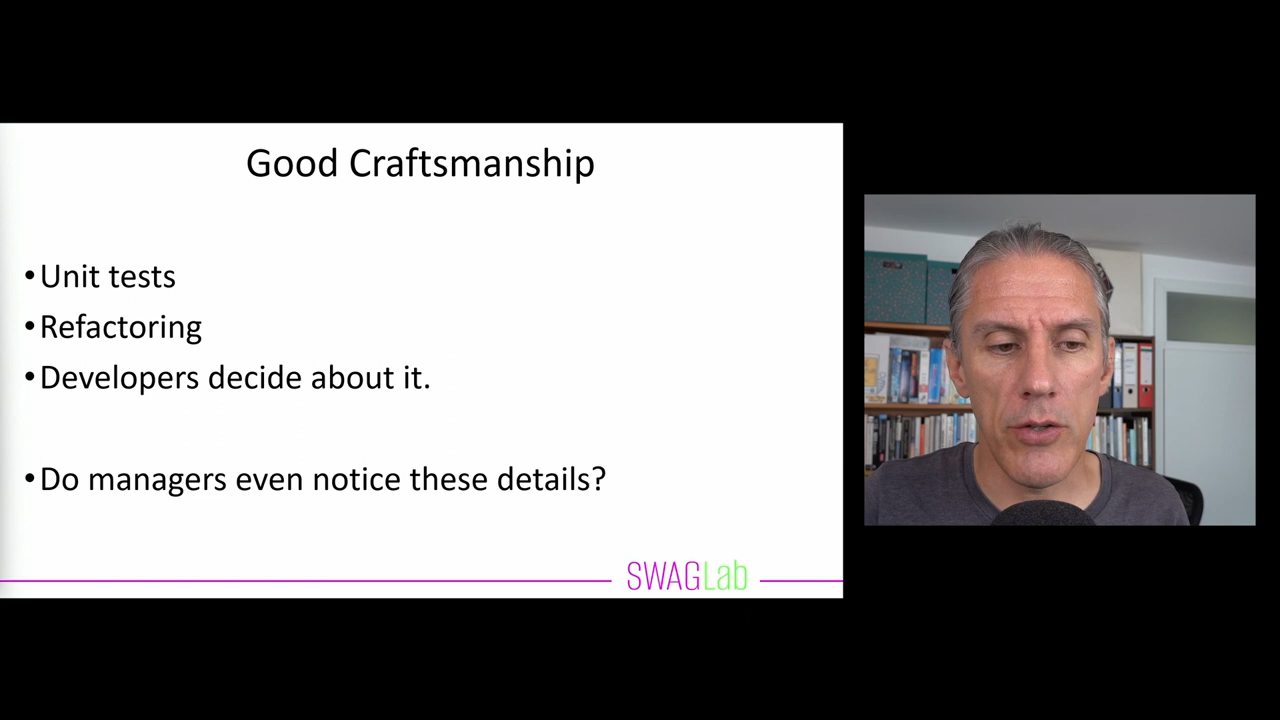 Good Craftsmanship
•Unit tests
•Refactoring
•Developers decide about it.
•Do managers even notice these details?
SWAGLab